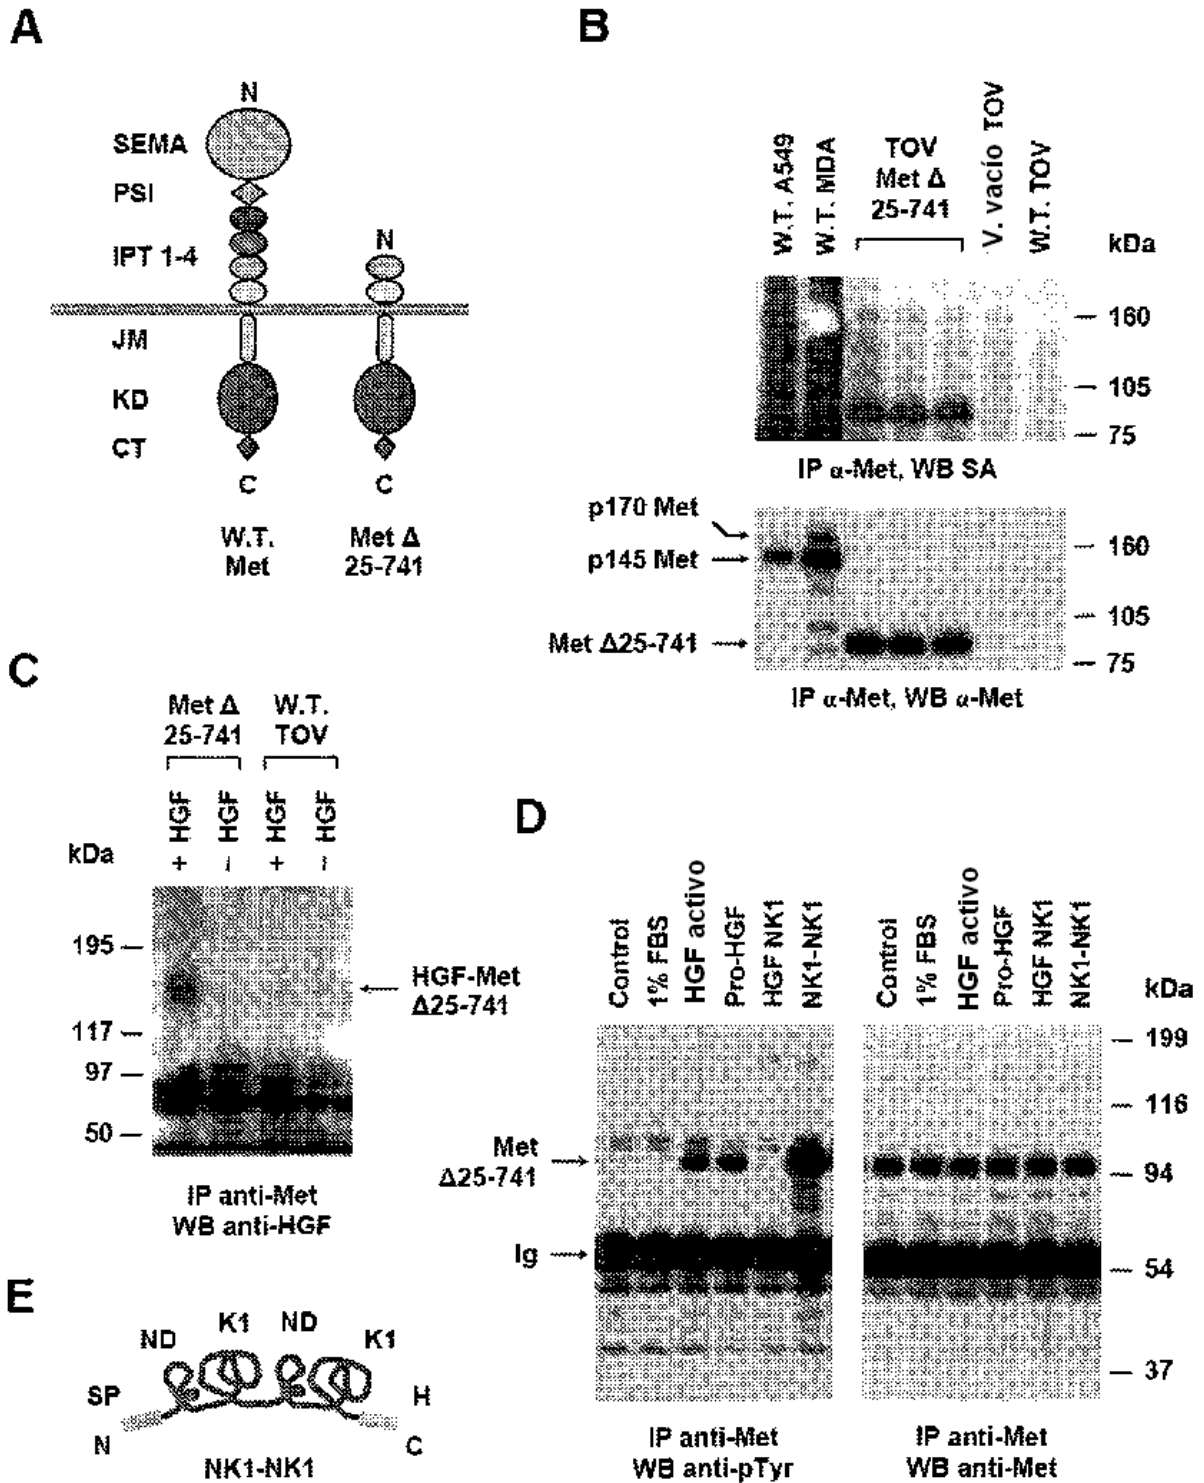 A
N
SEMA
PSI
IPT 1-4
N
JM
KD
CT
C
C
W.T.
Met
Met Δ
25-741
B
W.T. A549
W.T. MDA
TOV
Met Δ
25-741
V. vacío TOV
W.T. TOV
kDa
160
105
75
IP α-Met, WB SA
p170 Met
p145 Met
Met Δ25-741
160
105
75
IP α-Met, WB α-Met
C
Met Δ
25-741
W.T.
TOV
+ HGF
- HGF
+ HGF
- HGF
kDa
195
117
97
50
HGF-Met
Δ25-741
IP anti-Met
WB anti-HGF
D
Control
1% FBS
HGF activo
Pro-HGF
HGF NK1
NK1-NK1
Control
1% FBS
HGF activo
Pro-HGF
HGF NK1
NK1-NK1
kDa
199
116
94
54
37
Met
Δ25-741
Ig
IP anti-Met
WB anti-pTyr
IP anti-Met
WB anti-Met
E
ND
K1
ND
K1
SP
H
N
C
NK1-NK1